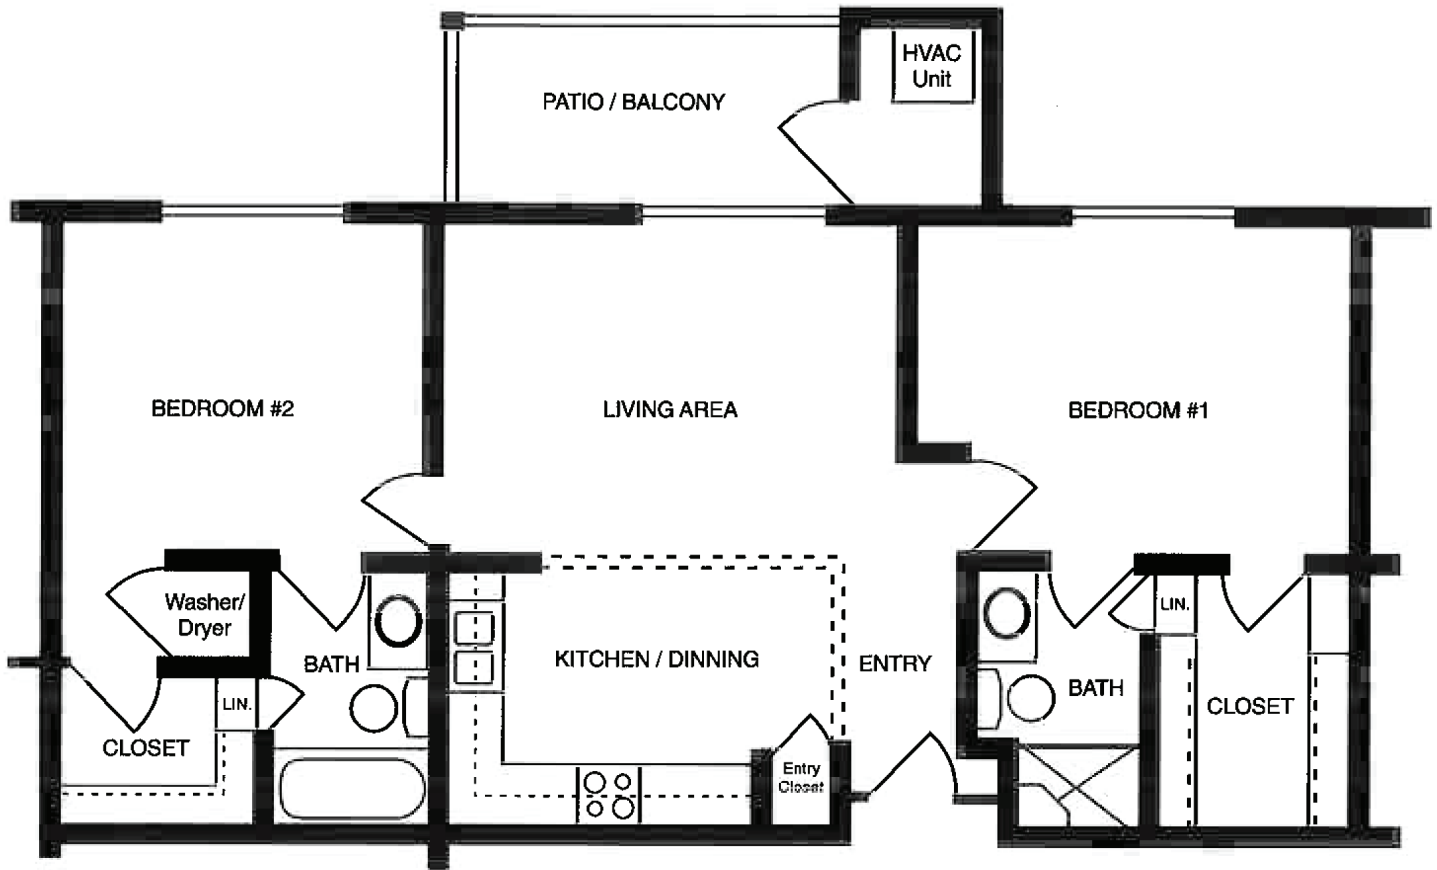 HVAC
Unit
PATIO / BALCONY
BEDROOM #2
LIVING AREA
BEDROOM #1
Washer/
Dryer
LIN.
BATH
KITCHEN / DINNING
ENTRY
BATH
LIN.
CLOSET
CLOSET
Entry
Closet